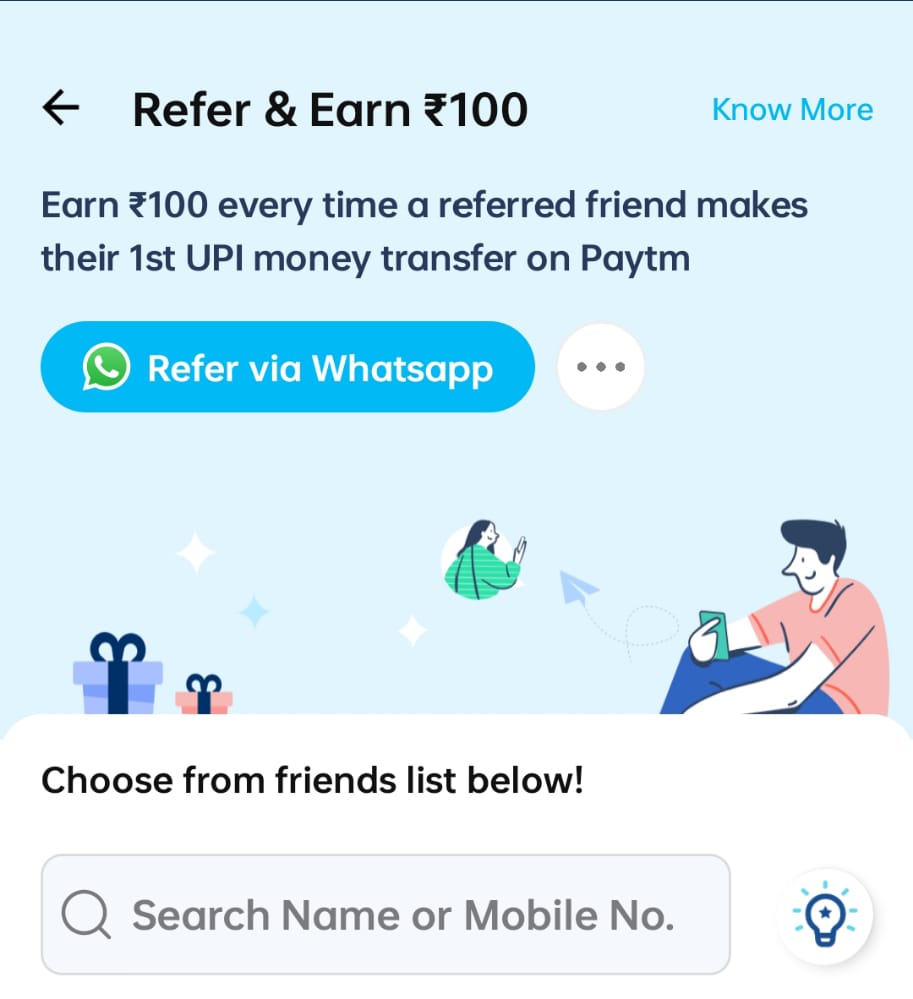 Refer & Earn ₹100
Know More
Earn ₹100 every time a referred friend makes
their 1st UPI money transfer on Paytm
Refer via Whatsapp
Choose from friends list below!
Search Name or Mobile No.